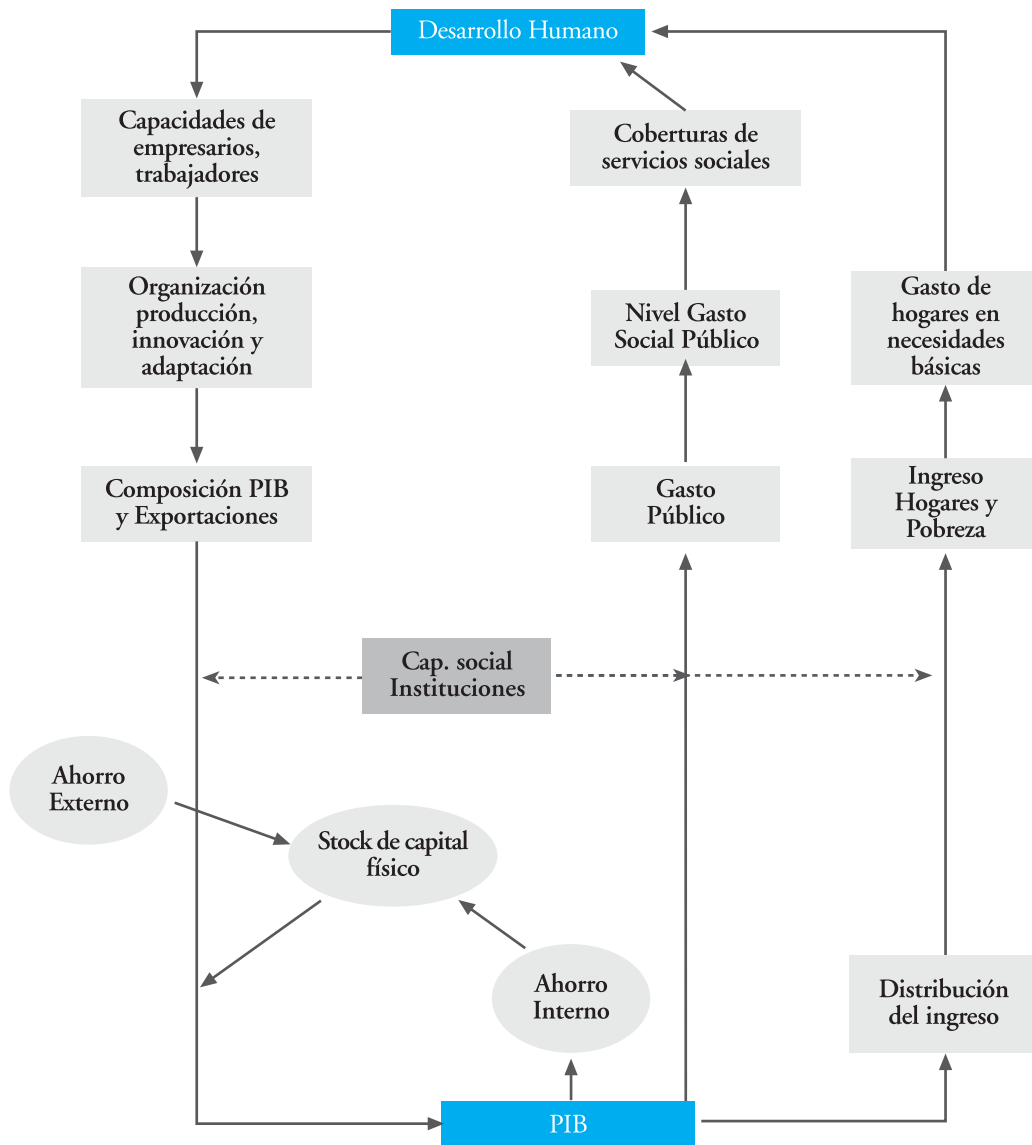 Desarrollo Humano
Capacidades de
empresarios,
trabajadores
Coberturas de
servicios sociales
Organización
producción,
innovación y
adaptación
Nivel Gasto
Social Público
Gasto de
hogares en
necesidades
básicas
Composición PIB
y Exportaciones
Gasto
Público
Ingreso
Hogares y
Pobreza
Cap. social
Instituciones
Ahorro
Externo
Stock de capital
físico
Ahorro
Interno
Distribución
del ingreso
PIB